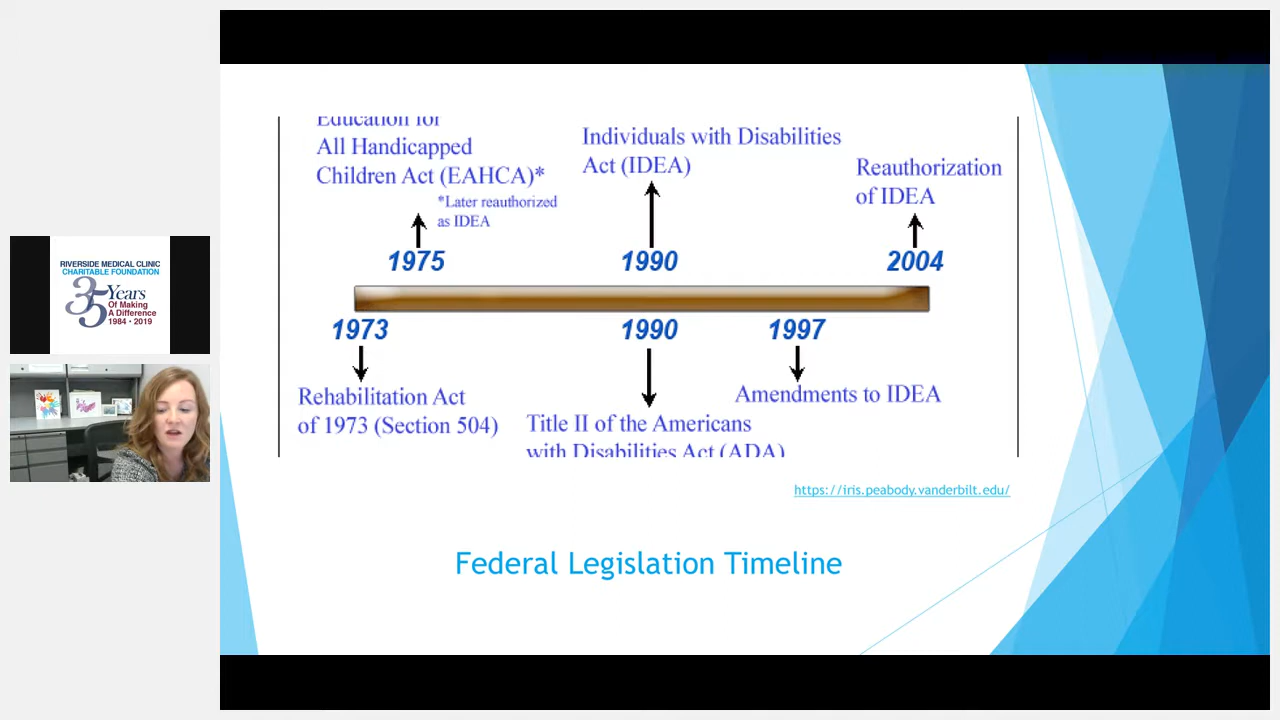 RIVERSIDE MEDICAL CLINIC
CHARITABLE FOUNDATION
35 Years
Of Making
A Difference
1984 • 2019
Education for
All Handicapped
Children Act (EAHCA)*
*Later reauthorized
as IDEA
Individuals with Disabilities
Act (IDEA)
Reauthorization
of IDEA
1975
1990
2004
1973
1990
1997
Rehabilitation Act
of 1973 (Section 504)
Title II of the Americans
with Disabilities Act (ADA)
Amendments to IDEA
https://iris.peabody.vanderbilt.edu/
Federal Legislation Timeline